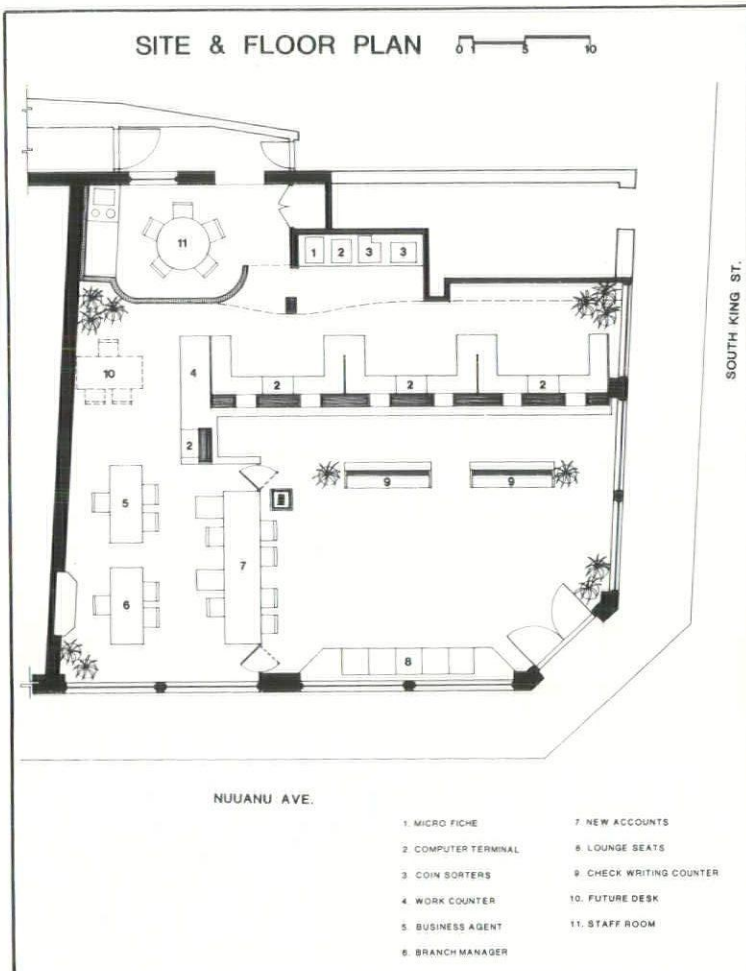 SITE & FLOOR PLAN 0 1 5 10
11
1 2 3 3
SOUTH KING ST.
10
4
2 2 2
2
9 9
5
7
6
8
NUUANU AVE.
1. MICRO FICHE
2 COMPUTER TERMINAL
3 COIN SORTERS
4. WORK COUNTER
5. BUSINESS AGENT
6. BRANCH MANAGER
7. NEW ACCOUNTS
8 LOUNGE SEATS
9. CHECK WRITING COUNTER
10. FUTURE DESK
11. STAFF ROOM